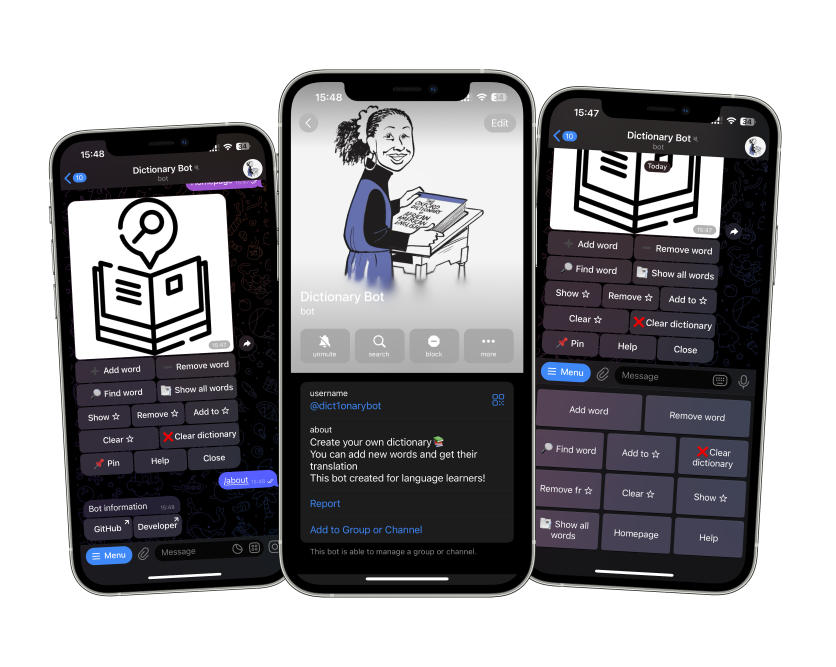 15:48
34
10
Dictionary Bot
bot
Homepage 15:47
15:47
Add word
Remove word
Find word
Show all words
Show ☆
Remove ☆
Add to ☆
Clear ☆
❌Clear dictionary
Pin
Help
Close
/about 15:48
Bot information 15:48
GitHub
Developer
Menu
Message
15:48
34
Edit
THE OXFORD DICTIONARY OF AFRICAN AMERICAN ENGLISH
Dictionary Bot
bot
unmute
search
block
more
username
@dict1onarybot
about
Create your own dictionary 📚
You can add new words and get their
translation
This bot created for language learners!
Report
Add to Group or Channel
This bot is able to manage a group or channel.
15:47
34
10
Dictionary Bot
bot
Today
15:47
Add word
Remove word
Find word
Show all words
Show ☆
Remove ☆
Add to ☆
Clear ☆
❌Clear dictionary
Pin
Help
Close
Menu
Message
Add word
Remove word
Find word
Add to ☆
❌Clear
dictionary
Remove fr ☆
Clear ☆
Show ☆
Show all
words
Homepage
Help